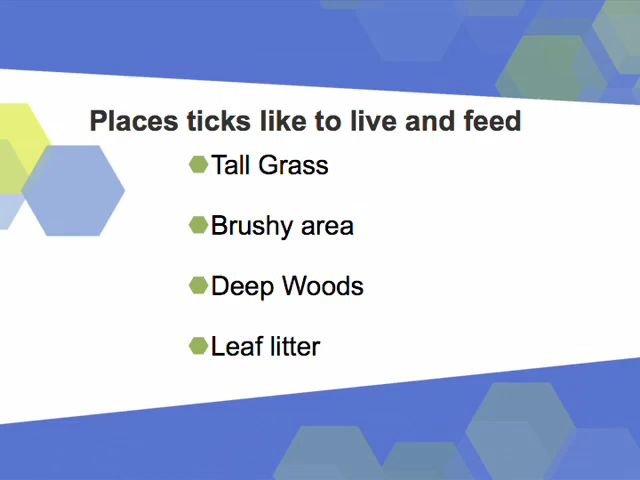 Places ticks like to live and feed
Tall Grass
Brushy area
Deep Woods
Leaf litter